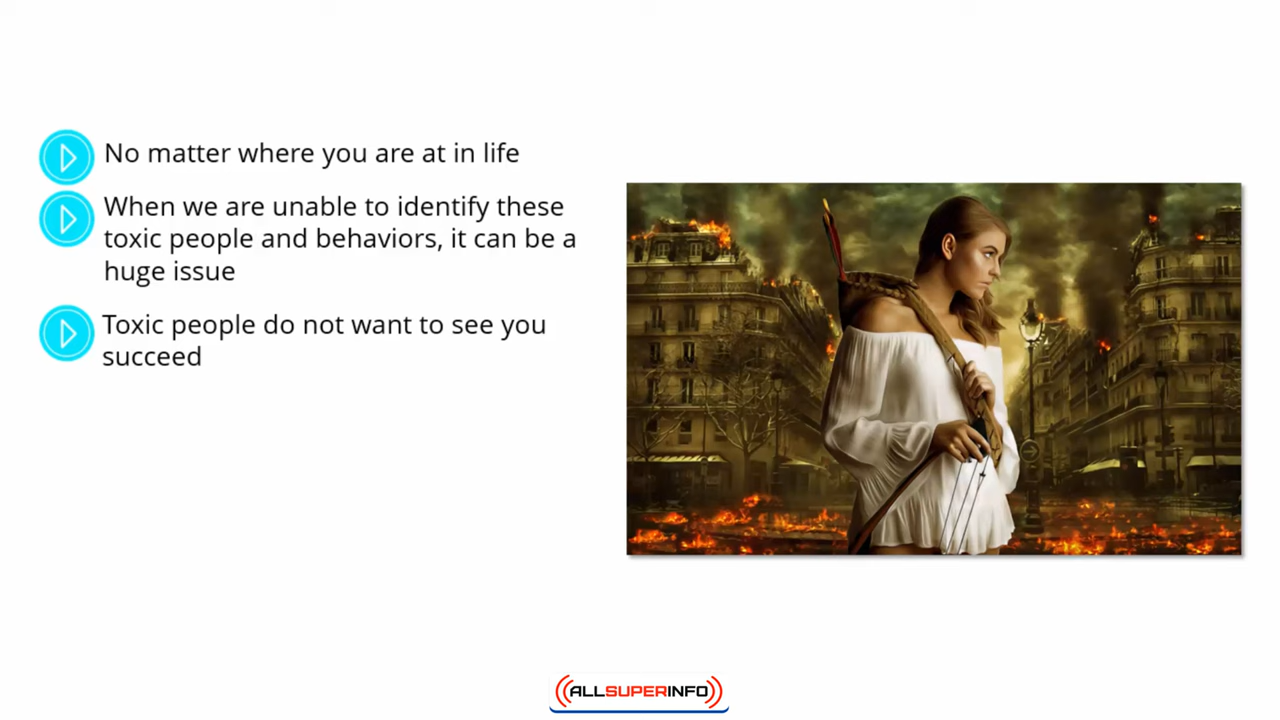 No matter where you are at in life
When we are unable to identify these
toxic people and behaviors, it can be a
huge issue
Toxic people do not want to see you
succeed
ALLSUPERINFO